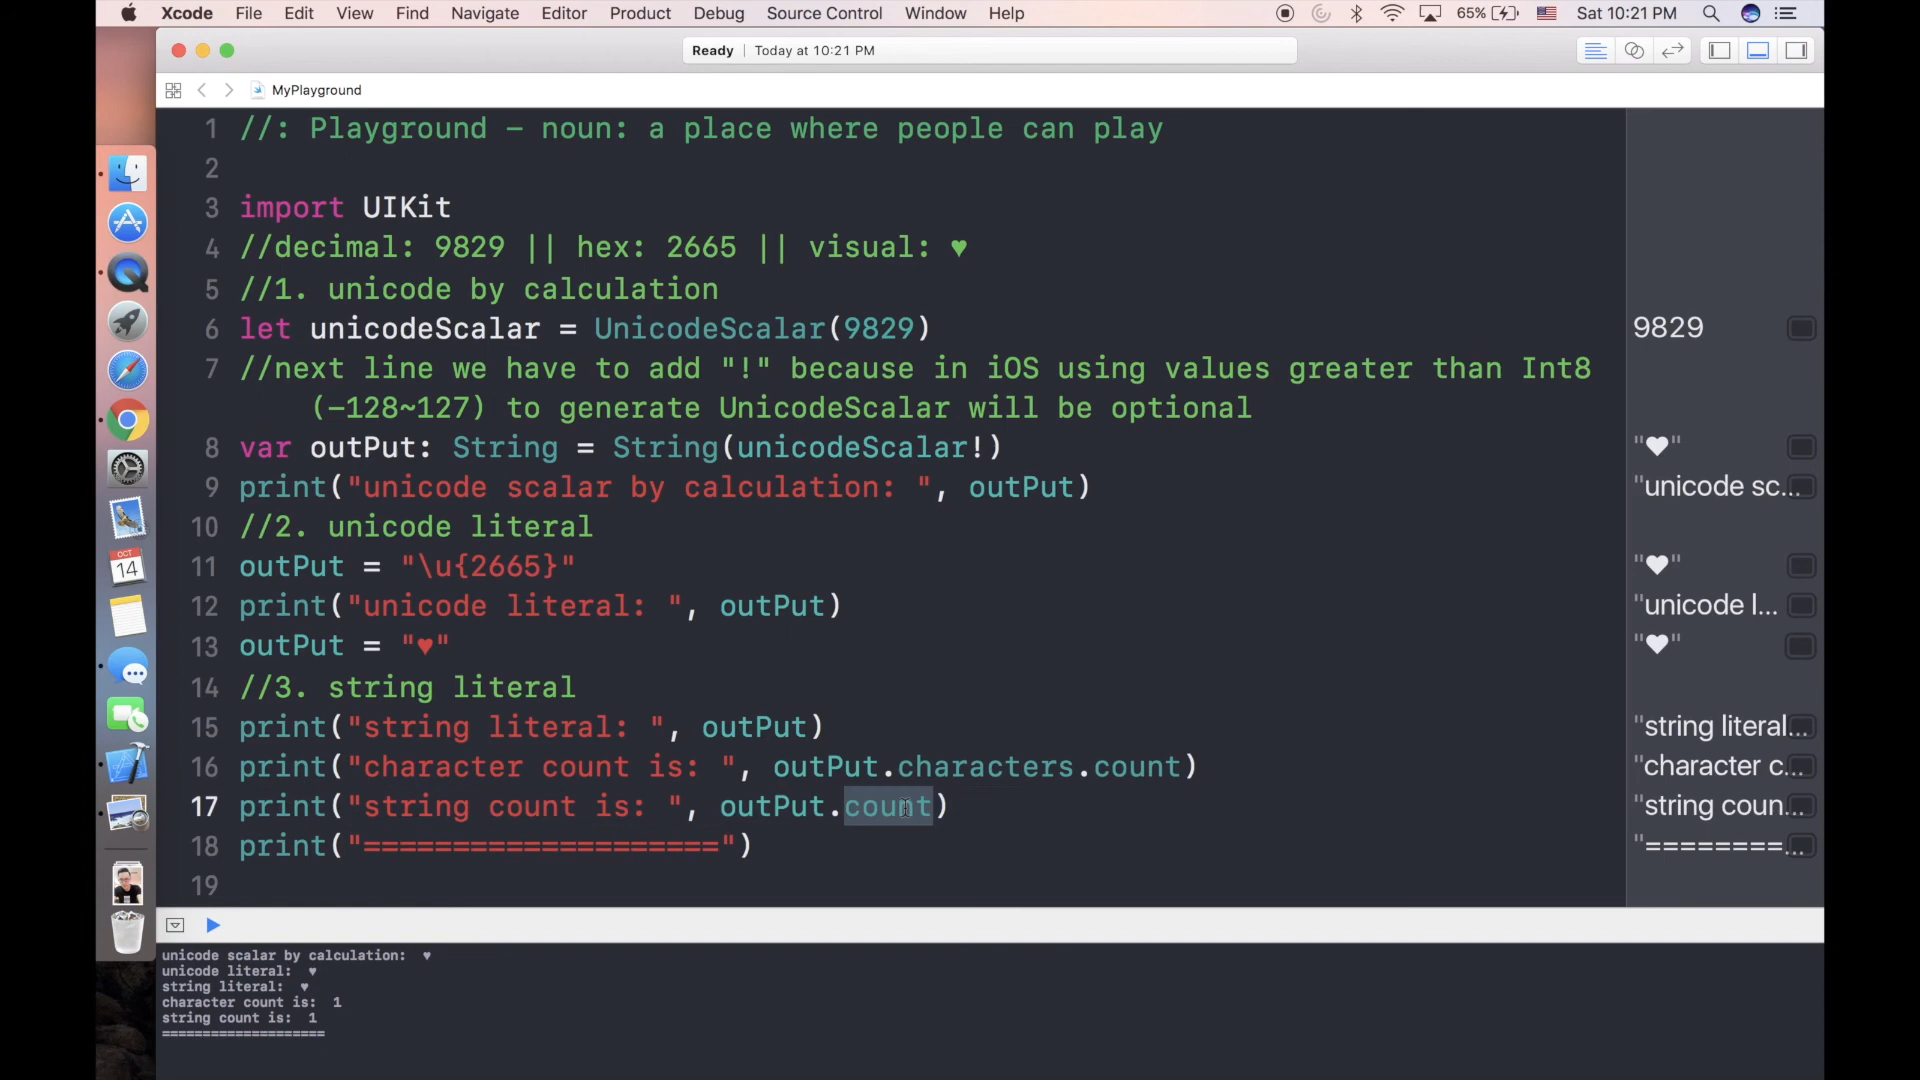 Xcode File Edit View Find Navigate Editor Product Debug Source Control Window Help 65% Sat 10:21 PM
Ready | Today at 10:21 PM
MyPlayground
1 //: Playground - noun: a place where people can play
2
3 import UIKit
4 //decimal: 9829 || hex: 2665 || visual: ♥
5 //1. unicode by calculation
6 let unicodeScalar = UnicodeScalar(9829)
9829
7 //next line we have to add "!" because in iOS using values greater than Int8
(-128~127) to generate UnicodeScalar will be optional
8 var outPut: String = String(unicodeScalar!)
"♥"
9 print("unicode scalar by calculation: ", outPut)
"unicode sc...
10 //2. unicode literal
11 outPut = "\u{2665}"
"♥"
12 print("unicode literal: ", outPut)
"unicode l...
13 outPut = "♥"
"♥"
14 //3. string literal
15 print("string literal: ", outPut)
"string literal...
16 print("character count is: ", outPut.characters.count)
"character c...
17 print("string count is: ", outPut.count)
"string coun...
18 print("====================")
"========...
19
OCT
14
unicode scalar by calculation:  ♥
unicode literal:  ♥
string literal:  ♥
character count is:  1
string count is:  1
====================